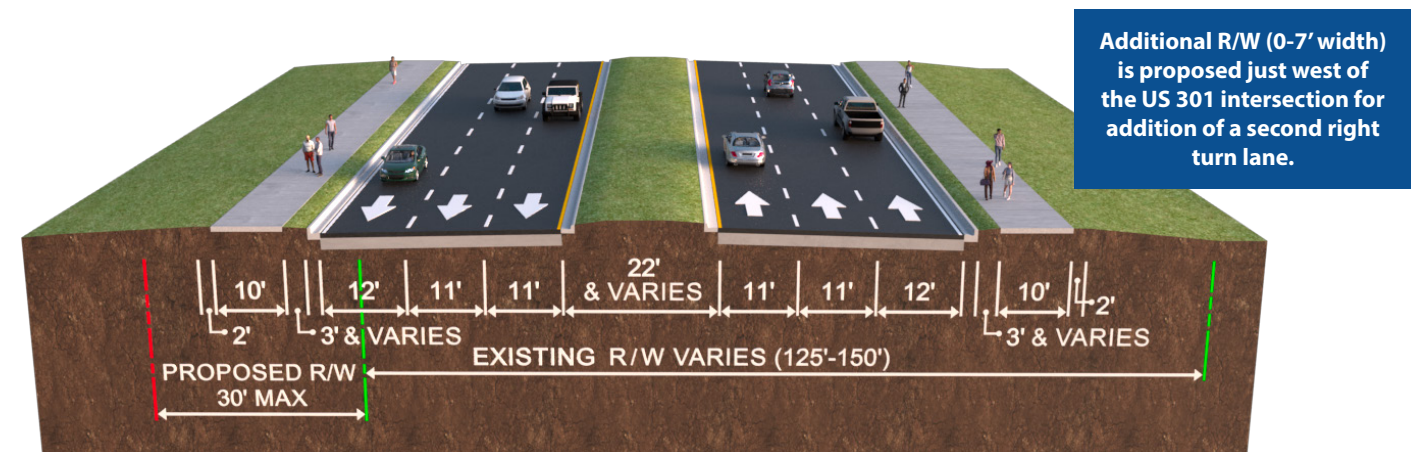 Additional R/W (0-7' width)
is proposed just west of
the US 301 intersection for
addition of a second right
turn lane.
10' 12' 11' 11' 22' 11' 11' 12' 10'
& VARIES
2' 3' & VARIES 3' & VARIES 2'
EXISTING R/W VARIES (125'-150')
PROPOSED R/W
30' MAX